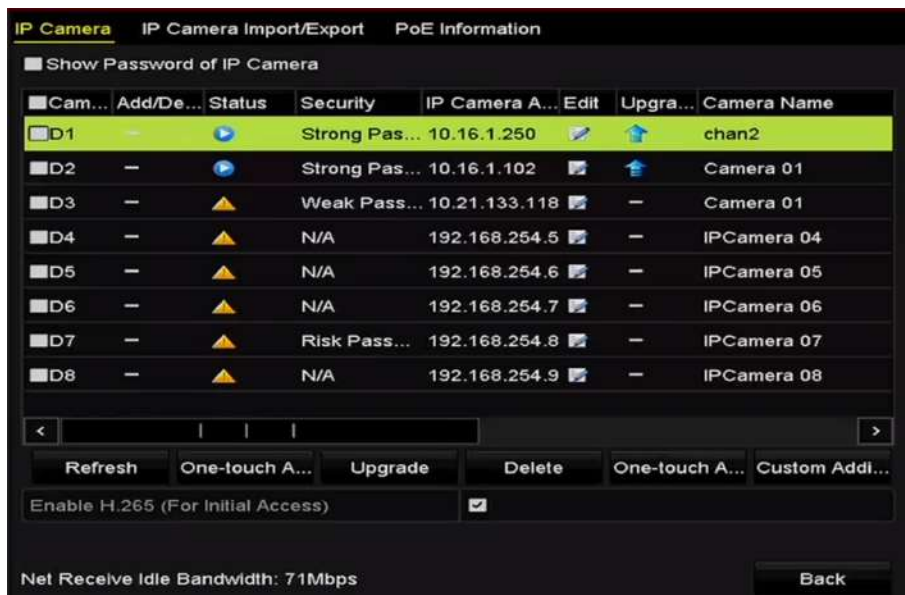 IP Camera IP Camera Import/Export PoE Information
Show Password of IP Camera
Cam... Add/De... Status Security IP Camera A... Edit Upgra... Camera Name
D1 – Strong Pas... 10.16.1.250 chan2
D2 – Strong Pas... 10.16.1.102 Camera 01
D3 – Weak Pass... 10.21.133.118 – Camera 01
D4 – N/A 192.168.254.5 – IPCamera 04
D5 – N/A 192.168.254.6 – IPCamera 05
D6 – N/A 192.168.254.7 – IPCamera 06
D7 – Risk Pass... 192.168.254.8 – IPCamera 07
D8 – N/A 192.168.254.9 – IPCamera 08
< >
Refresh One-touch A... Upgrade Delete One-touch A... Custom Addi...
Enable H.265 (For Initial Access)
Net Receive Idle Bandwidth: 71Mbps Back